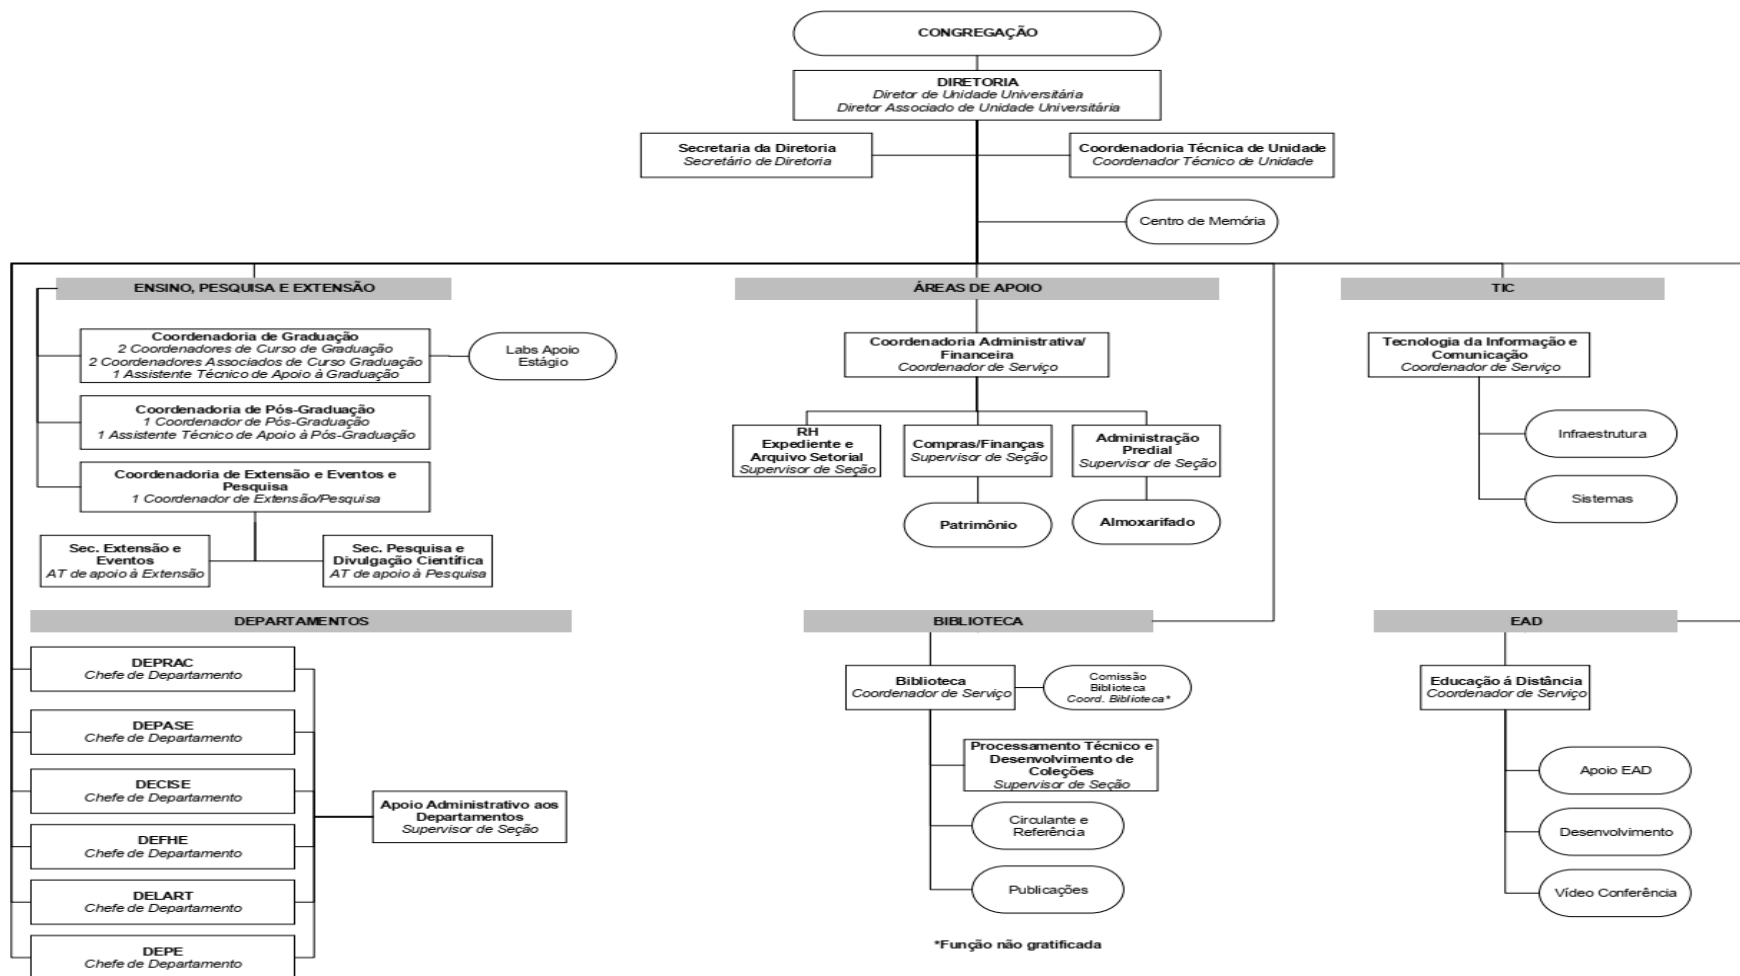 CONGREGAÇÃO
DIRETORIA
Diretor de Unidade Universitária
Diretor Associado de Unidade Universitária
Secretaria da Diretoria
Secretário de Diretoria
Coordenadoria Técnica de Unidade
Coordenador Técnico de Unidade
Centro de Memória
ENSINO, PESQUISA E EXTENSÃO
Coordenadoria de Graduação
2 Coordenadores de Curso de Graduação
2 Coordenadores Associados de Curso Graduação
1 Assistente Técnico de Apoio à Graduação
Labs Apoio
Estágio
Coordenadoria de Pós-Graduação
1 Coordenador de Pós-Graduação
1 Assistente Técnico de Apoio à Pós-Graduação
Coordenadoria de Extensão e Eventos e
Pesquisa
1 Coordenador de Extensão/Pesquisa
Sec. Extensão e
Eventos
AT de apoio à Extensão
Sec. Pesquisa e
Divulgação Científica
AT de apoio à Pesquisa
ÁREAS DE APOIO
Coordenadoria Administrativa/
Financeira
Coordenador de Serviço
RH
Expediente e
Arquivo Setorial
Supervisor de Seção
Compras/Finanças
Supervisor de Seção
Administração
Predial
Supervisor de Seção
Patrimônio
Almoxarifado
TIC
Tecnologia da Informação e
Comunicação
Coordenador de Serviço
Infraestrutura
Sistemas
DEPARTAMENTOS
DEPRAC
Chefe de Departamento
DEPASE
Chefe de Departamento
DECISE
Chefe de Departamento
DEFHE
Chefe de Departamento
DELART
Chefe de Departamento
DEPE
Chefe de Departamento
Apoio Administrativo aos
Departamentos
Supervisor de Seção
BIBLIOTECA
Biblioteca
Coordenador de Serviço
Comissão
Biblioteca
Coord. Biblioteca*
Processamento Técnico e
Desenvolvimento de
Coleções
Supervisor de Seção
Circulante e
Referência
Publicações
*Função não gratificada
EAD
Educação á Distância
Coordenador de Serviço
Apoio EAD
Desenvolvimento
Vídeo Conferência